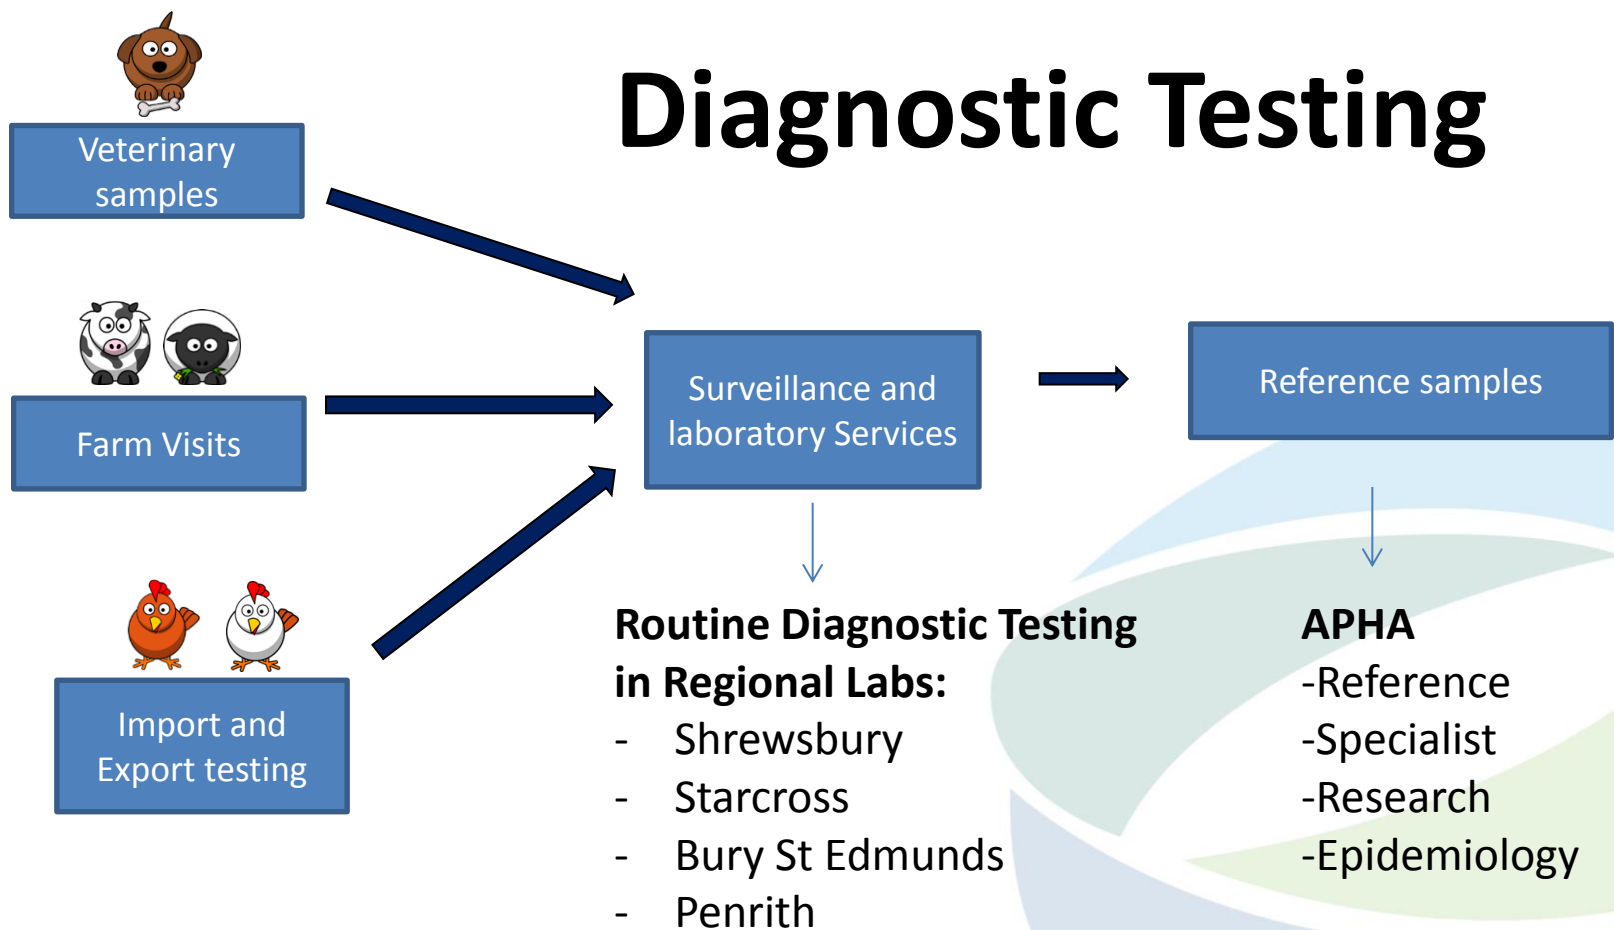 Diagnostic Testing
Veterinary
samples
Farm Visits
Import and
Export testing
Surveillance and
laboratory Services
Reference samples
Routine Diagnostic Testing
in Regional Labs:
- Shrewsbury
- Starcross
- Bury St Edmunds
- Penrith
APHA
-Reference
-Specialist
-Research
-Epidemiology